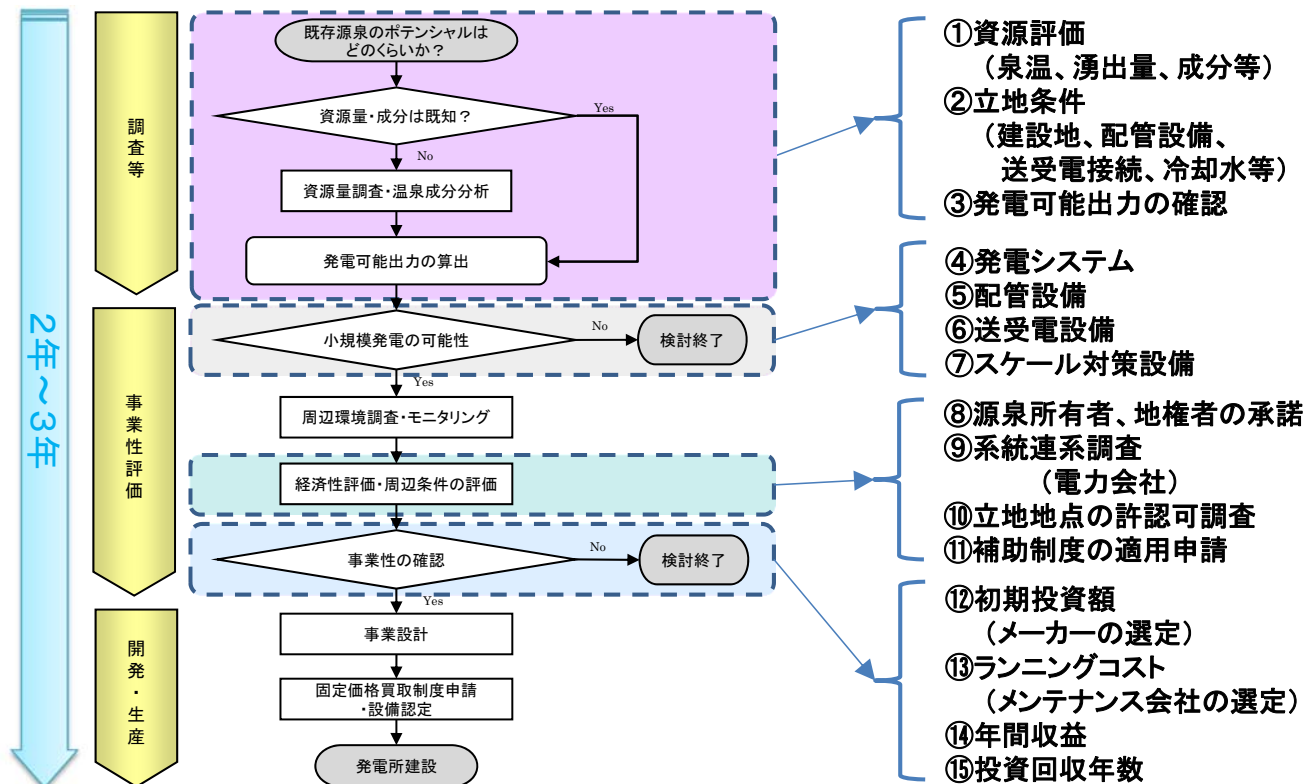 2年～3年
調査等
事業性評価
開発・生産
既存源泉のポテンシャルは
どのくらいか？
資源量・成分は既知？
Yes
No
資源量調査・温泉成分分析
発電可能出力の算出
小規模発電の可能性
No
検討終了
Yes
周辺環境調査・モニタリング
経済性評価・周辺条件の評価
事業性の確認
No
検討終了
Yes
事業設計
固定価格買取制度申請
・設備認定
発電所建設
①資源評価
（泉温、湧出量、成分等）
②立地条件
（建設地、配管設備、
送受電接続、冷却水等）
③発電可能出力の確認
④発電システム
⑤配管設備
⑥送受電設備
⑦スケール対策設備
⑧源泉所有者、地権者の承諾
⑨系統連系調査
（電力会社）
⑩立地地点の許認可調査
⑪補助制度の適用申請
⑫初期投資額
（メーカーの選定）
⑬ランニングコスト
（メンテナンス会社の選定）
⑭年間収益
⑮投資回収年数